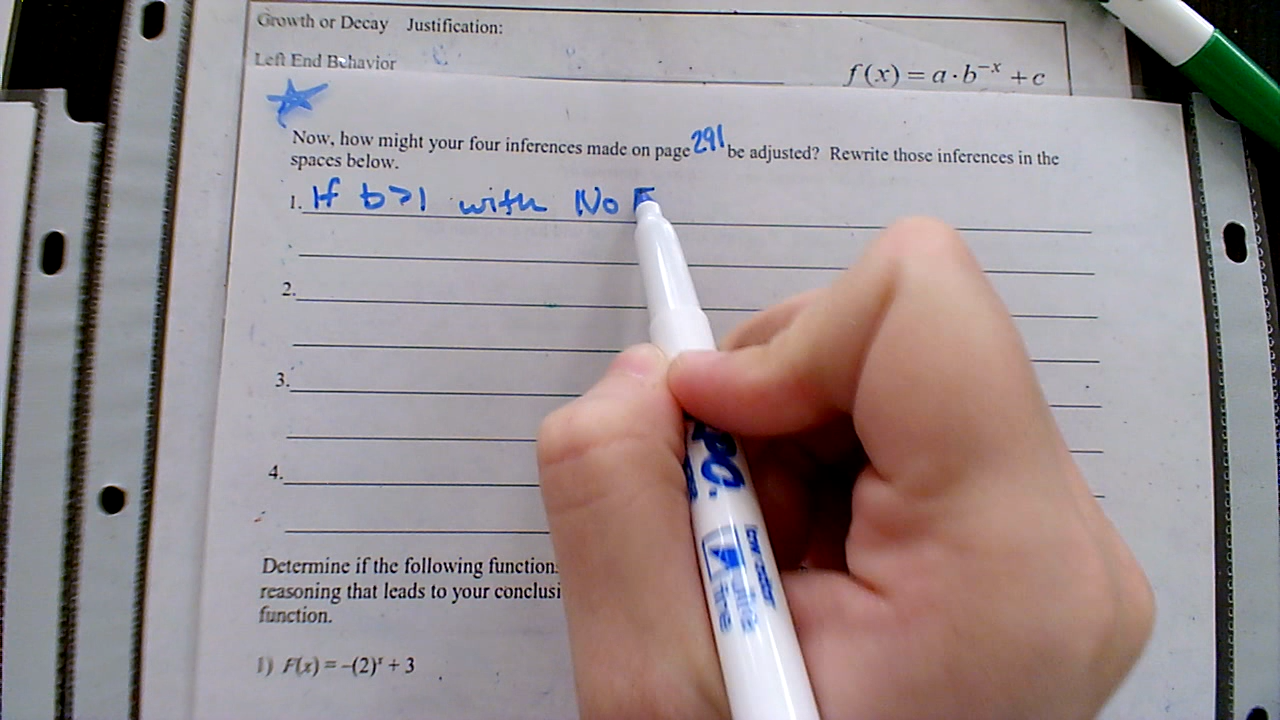 Growth or Decay Justification:
Left End Behavior
f(x) = a·b^{-x} + c
Now, how might your four inferences made on page 291 be adjusted? Rewrite those inferences in the
spaces below.
1. If b>1 with No
2.
3.
4.
Determine if the following function
reasoning that leads to your conclusi
function.
1) F(x) = –(2)^x + 3